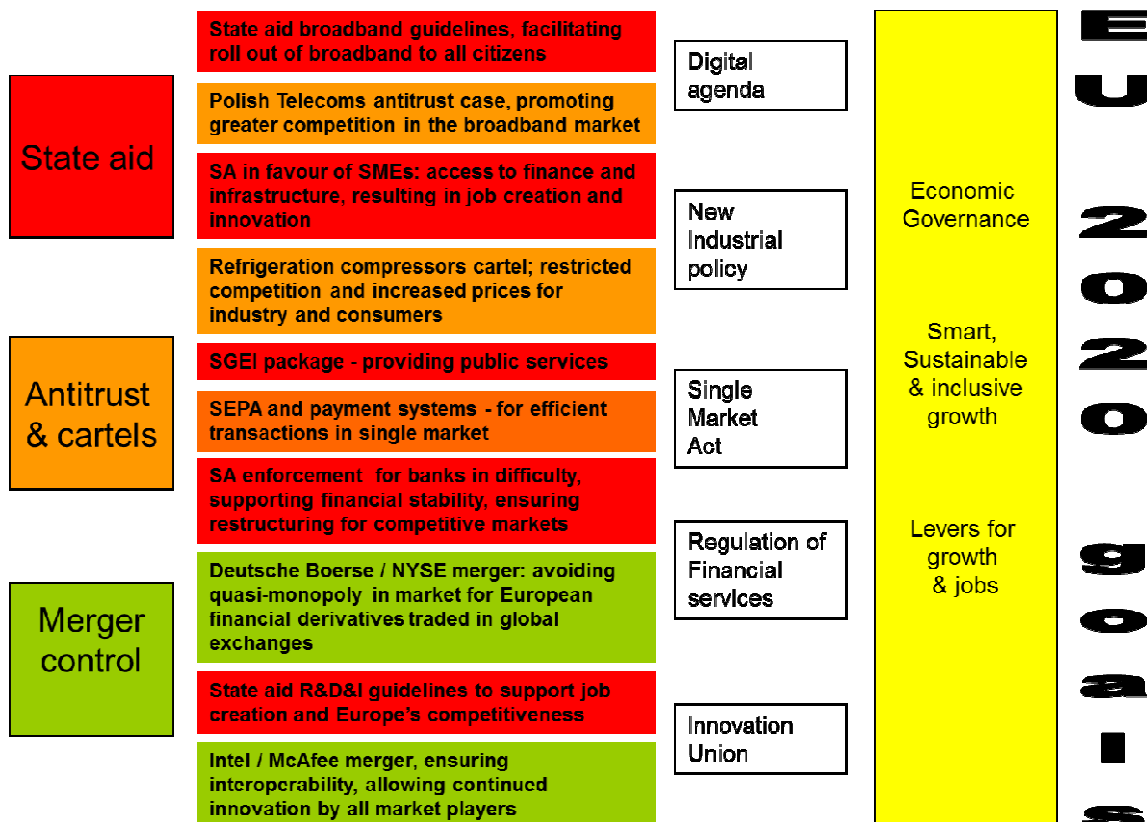 State aid
Antitrust
& cartels
Merger
control
State aid broadband guidelines, facilitating
roll out of broadband to all citizens
Polish Telecoms antitrust case, promoting
greater competition in the broadband market
SA in favour of SMEs: access to finance and
infrastructure, resulting in job creation and
innovation
Refrigeration compressors cartel; restricted
competition and increased prices for
industry and consumers
SGEI package - providing public services
SEPA and payment systems - for efficient
transactions in single market
SA enforcement for banks in difficulty,
supporting financial stability, ensuring
restructuring for competitive markets
Deutsche Boerse / NYSE merger: avoiding
quasi-monopoly in market for European
financial derivatives traded in global
exchanges
State aid R&D&I guidelines to support job
creation and Europe's competitiveness
Intel / McAfee merger, ensuring
interoperability, allowing continued
innovation by all market players
Digital
agenda
New
Industrial
policy
Single
Market
Act
Regulation of
Financial
services
Innovation
Union
Economic
Governance
Smart,
Sustainable
& inclusive
growth
Levers for
growth
& jobs
EU 2020 goals